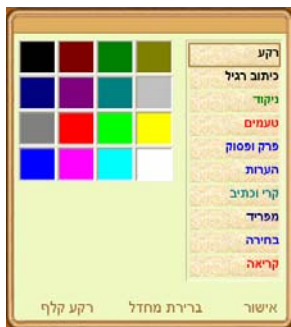 רקע
כיתוב רגיל
ניקוד
טעמים
פרק ופסוק
הערות
קרי וכתיב
מפריד
בחירה
קריאה
אישור ברירת מחדל רקע קלף